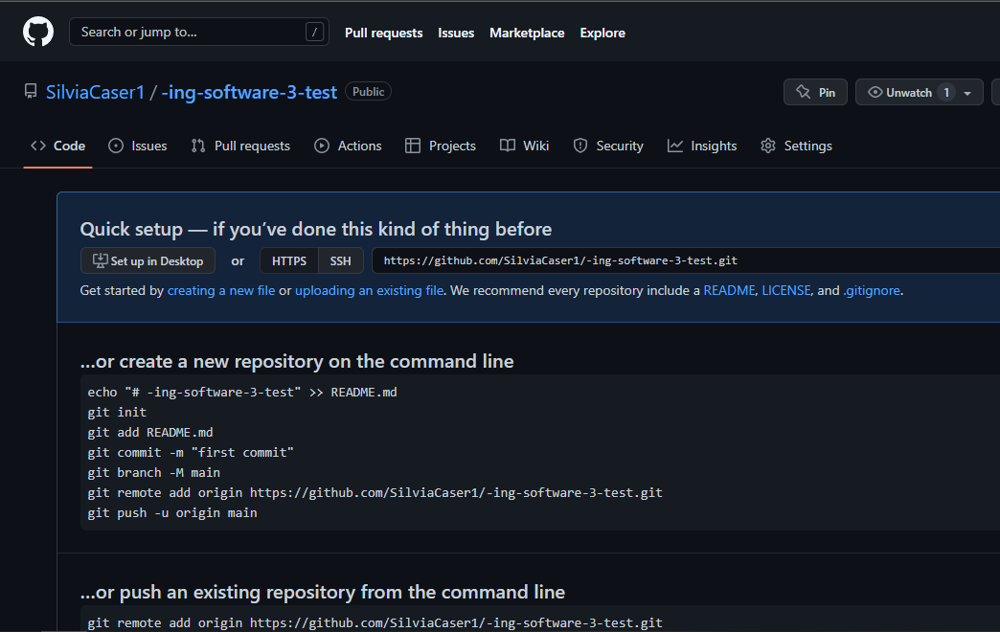 Search or jump to... /
Pull requests Issues Marketplace Explore
SilviaCaser1 / -ing-software-3-test Public
Pin Unwatch 1
Code Issues Pull requests Actions Projects Wiki Security Insights Settings
Quick setup — if you've done this kind of thing before
Set up in Desktop or HTTPS SSH https://github.com/SilviaCaser1/-ing-software-3-test.git
Get started by creating a new file or uploading an existing file. We recommend every repository include a README, LICENSE, and .gitignore.
...or create a new repository on the command line
echo "# -ing-software-3-test" >> README.md
git init
git add README.md
git commit -m "first commit"
git branch -M main
git remote add origin https://github.com/SilviaCaser1/-ing-software-3-test.git
git push -u origin main
...or push an existing repository from the command line
git remote add origin https://github.com/SilviaCaser1/-ing-software-3-test.git